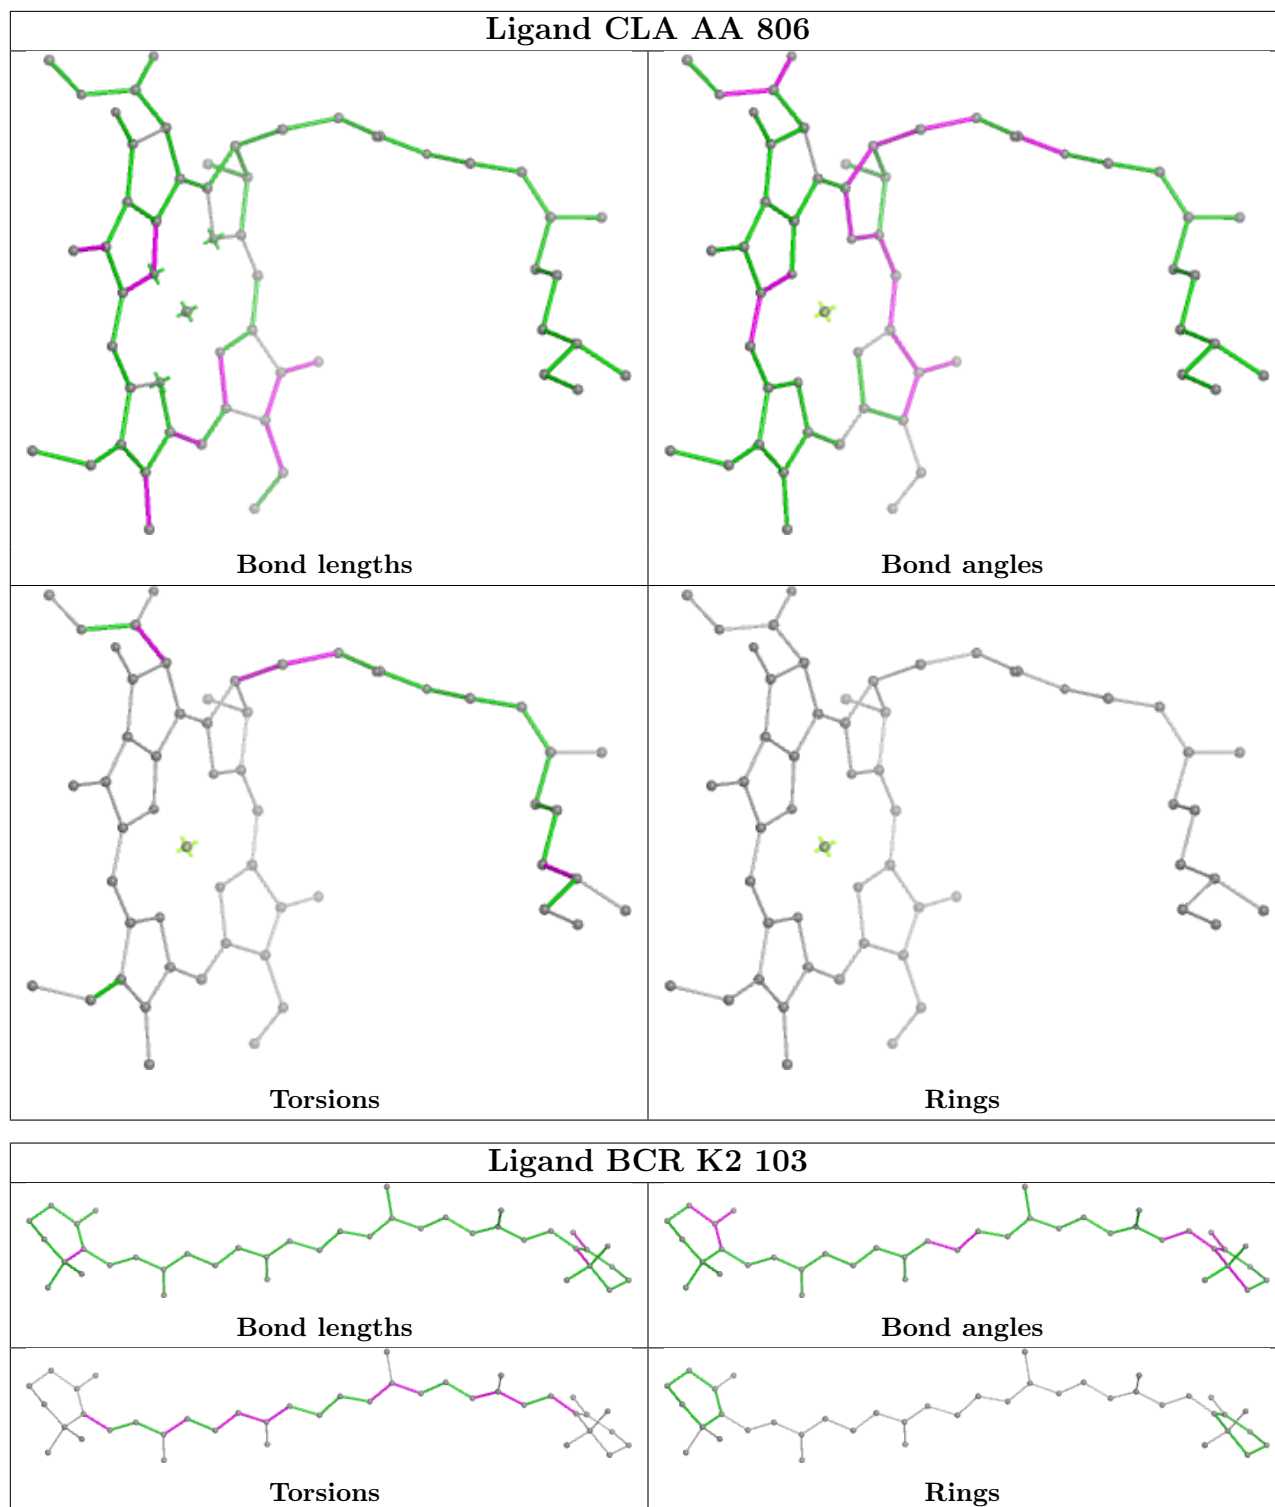 Ligand CLA AA 806
Bond lengths
Bond angles
Torsions
Rings
Ligand BCR K2 103
Bond lengths
Bond angles
Torsions
Rings